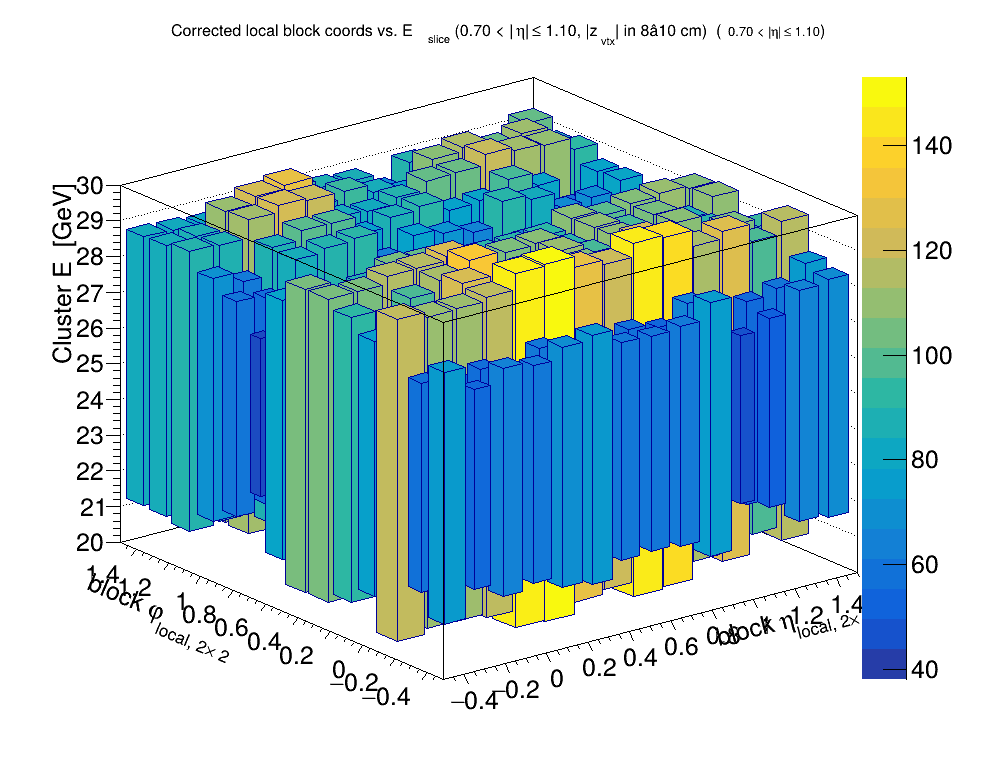 Corrected local block coords vs. E slice (0.70 < |η| ≤ 1.10, |z vtx| in 8â10 cm) ( 0.70 < |η| ≤ 1.10)
Cluster E [GeV]
30
29
28
27
26
25
24
23
22
21
20
140
120
100
80
60
40
1.4 1.2 1 0.8 0.6 0.4 0.2 0 −0.2 −0.4
block φ local, 2× 2
−0.4 −0.2 0 0.2 0.4 0.6 0.8 1 1.2 1.4
block η local, 2×